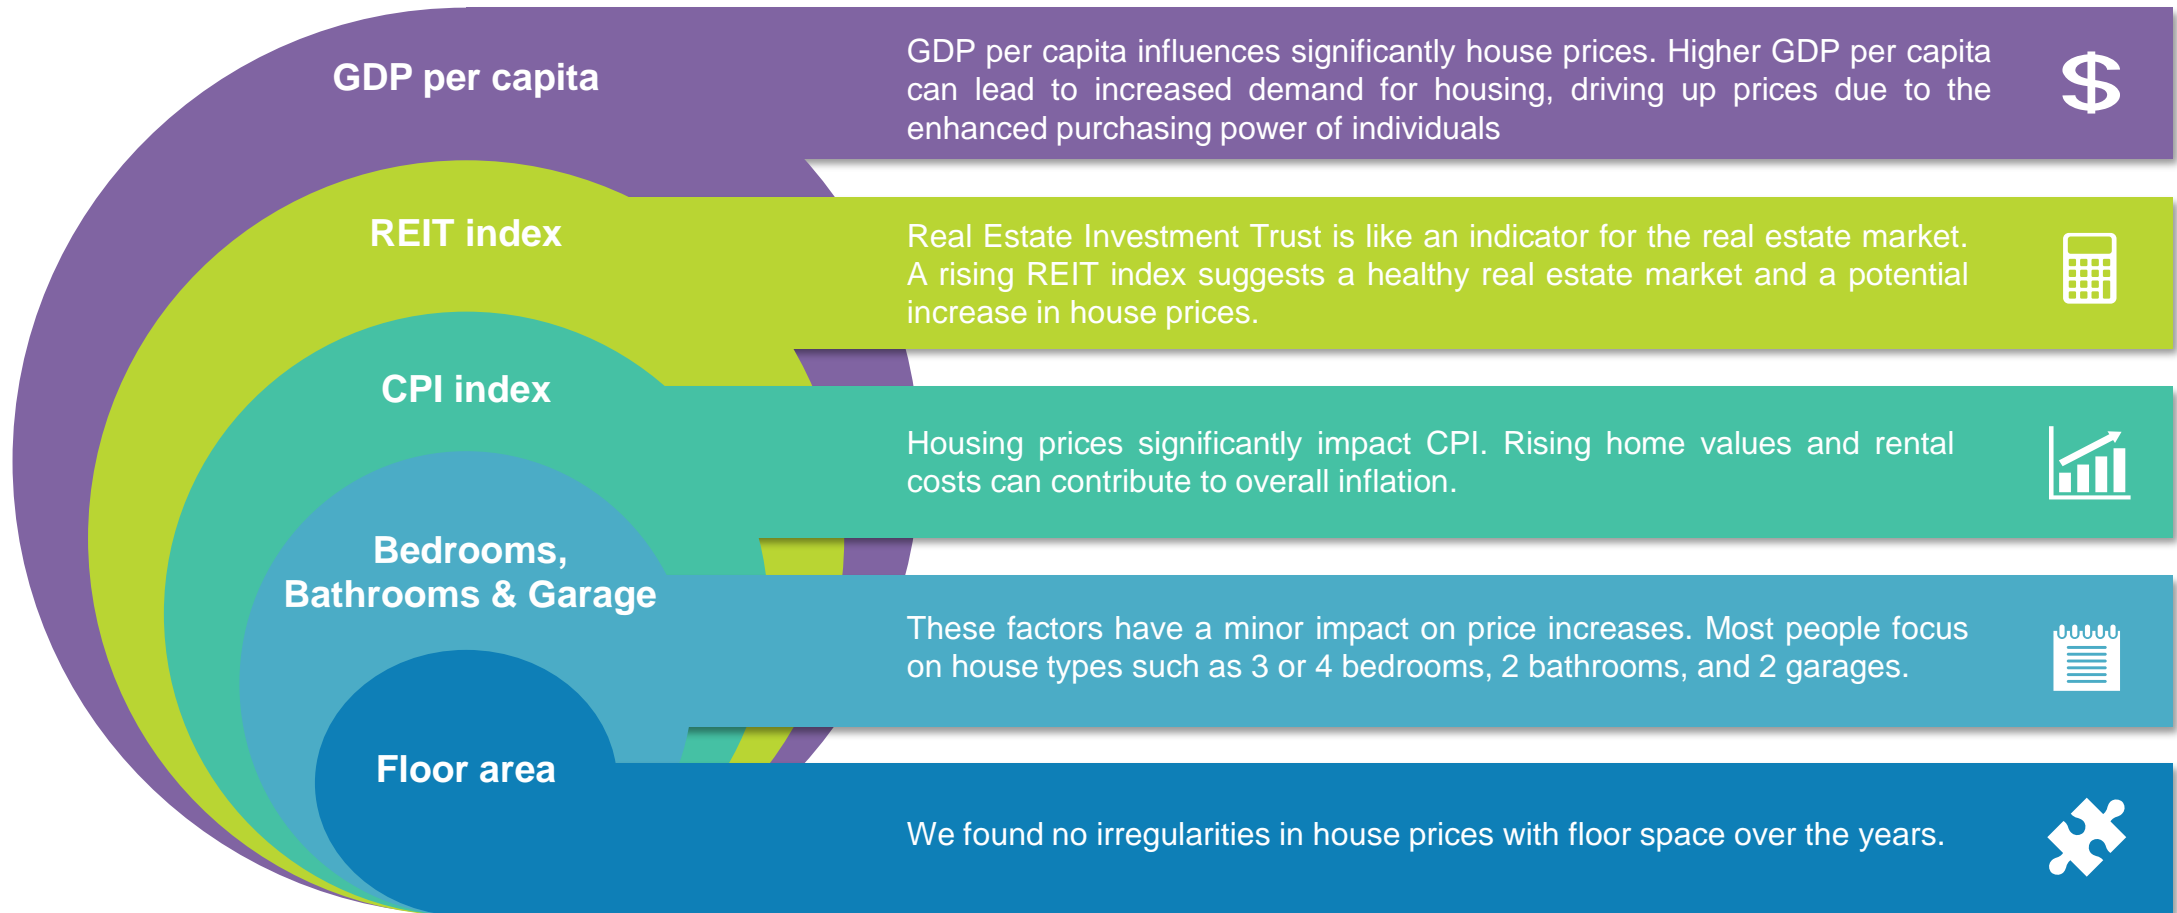 GDP per capita
GDP per capita influences significantly house prices. Higher GDP per capita
can lead to increased demand for housing, driving up prices due to the
enhanced purchasing power of individuals
REIT index
Real Estate Investment Trust is like an indicator for the real estate market.
A rising REIT index suggests a healthy real estate market and a potential
increase in house prices.
CPI index
Housing prices significantly impact CPI. Rising home values and rental
costs can contribute to overall inflation.
Bedrooms,
Bathrooms & Garage
These factors have a minor impact on price increases. Most people focus
on house types such as 3 or 4 bedrooms, 2 bathrooms, and 2 garages.
Floor area
We found no irregularities in house prices with floor space over the years.